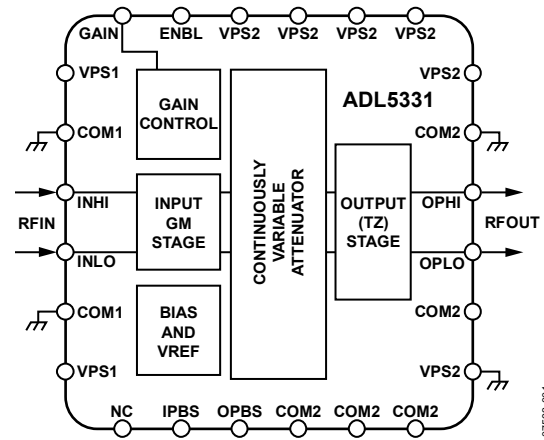 GAIN ENBL VPS2 VPS2 VPS2 VPS2
VPS1
VPS2
GAIN
CONTROL
ADL5331
COM1
COM2
CONTINUOUSLY
VARIABLE
ATTENUATOR
INHI
INPUT
GM
STAGE
OUTPUT
(TZ)
STAGE
OPHI
RFIN
RFOUT
INLO
OPLO
COM1
BIAS
AND
VREF
COM2
VPS1
VPS2
NC IPBS OPBS COM2 COM2 COM2